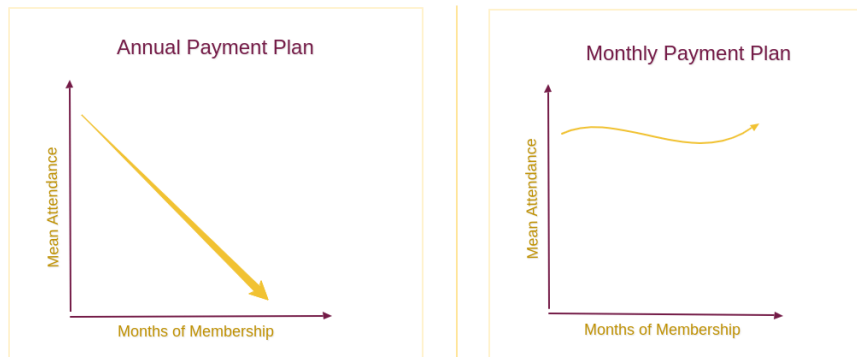 Annual Payment Plan
Mean Attendance
Months of Membership
Monthly Payment Plan
Mean Attendance
Months of Membership